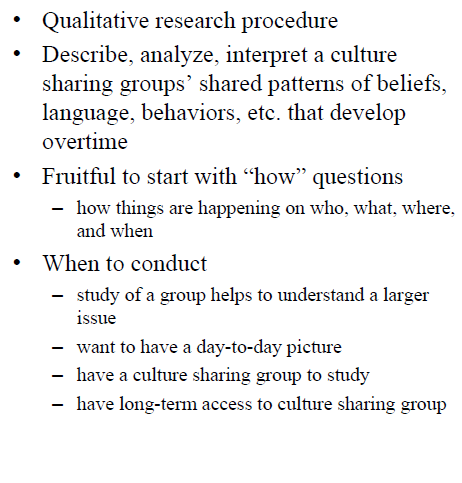 • Qualitative research procedure
• Describe, analyze, interpret a culture
sharing groups’ shared patterns of beliefs,
language, behaviors, etc. that develop
overtime
• Fruitful to start with “how” questions
– how things are happening on who, what, where,
and when
• When to conduct
– study of a group helps to understand a larger
issue
– want to have a day-to-day picture
– have a culture sharing group to study
– have long-term access to culture sharing group